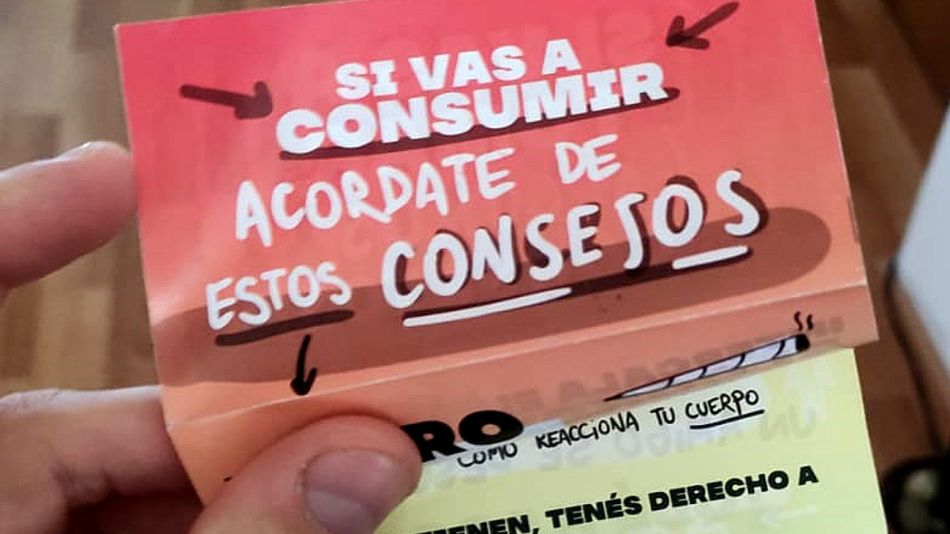 SI VAS A
CONSUMIR
ACORDATE DE
ESTOS CONSEJOS
COMO REACCIONA TU CUERPO
TENÉS DERECHO A